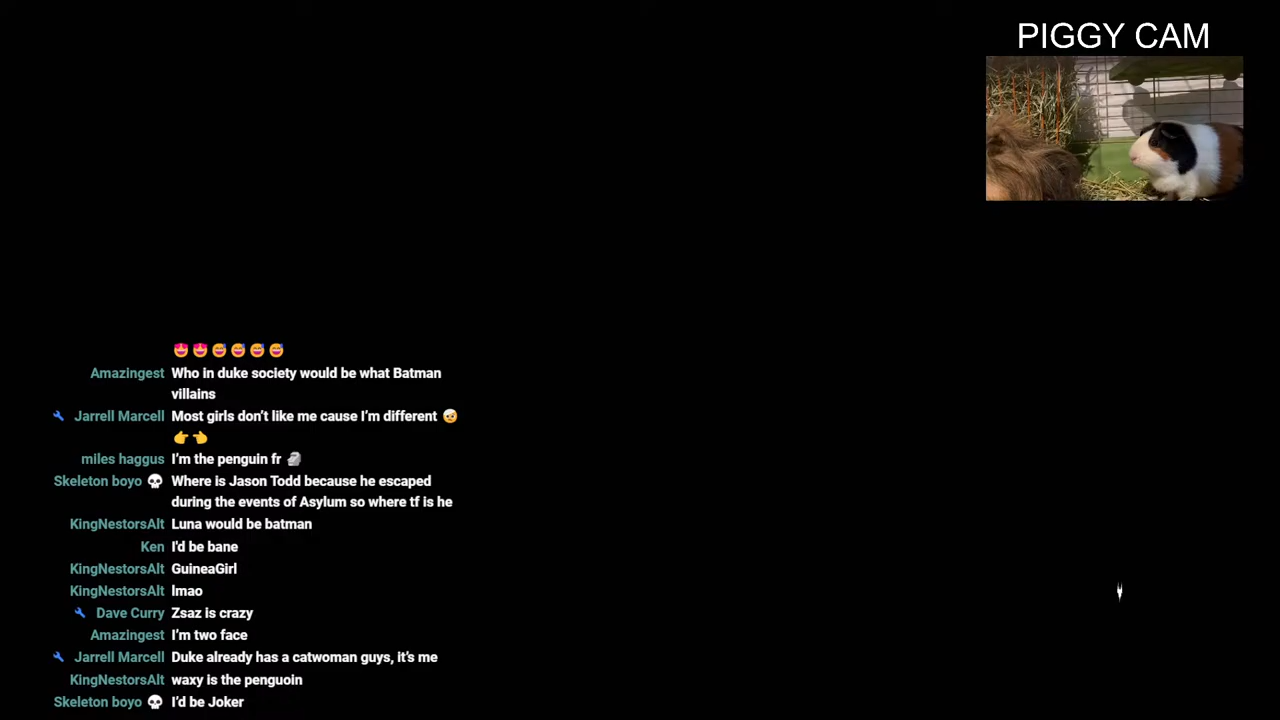 PIGGY CAM
Amazingest Who in duke society would be what Batman
villains
Jarrell Marcell Most girls don't like me cause I'm different 🤕
👉👈
miles haggus I'm the penguin fr 🗿
Skeleton boyo 💀 Where is Jason Todd because he escaped
during the events of Asylum so where tf is he
KingNestorsAlt Luna would be batman
Ken I'd be bane
KingNestorsAlt GuineaGirl
KingNestorsAlt lmao
Dave Curry Zsaz is crazy
Amazingest I'm two face
Jarrell Marcell Duke already has a catwoman guys, it's me
KingNestorsAlt waxy is the penguoin
Skeleton boyo 💀 I'd be Joker